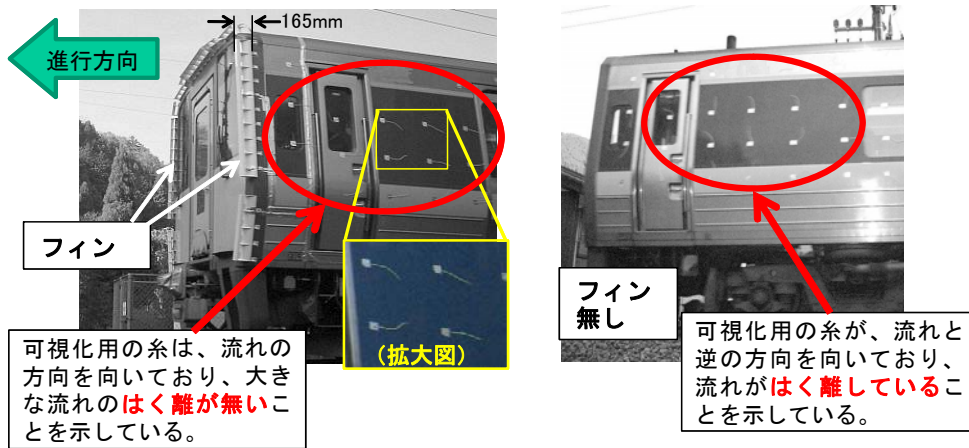 165mm
進行方向
フィン
可視化用の糸は、流れの
方向を向いており、大き
な流れのはく離が無いこ
とを示している。
(拡大図)
フィン
無し
可視化用の糸が、流れと
逆の方向を向いており、
流れがはく離しているこ
とを示している。